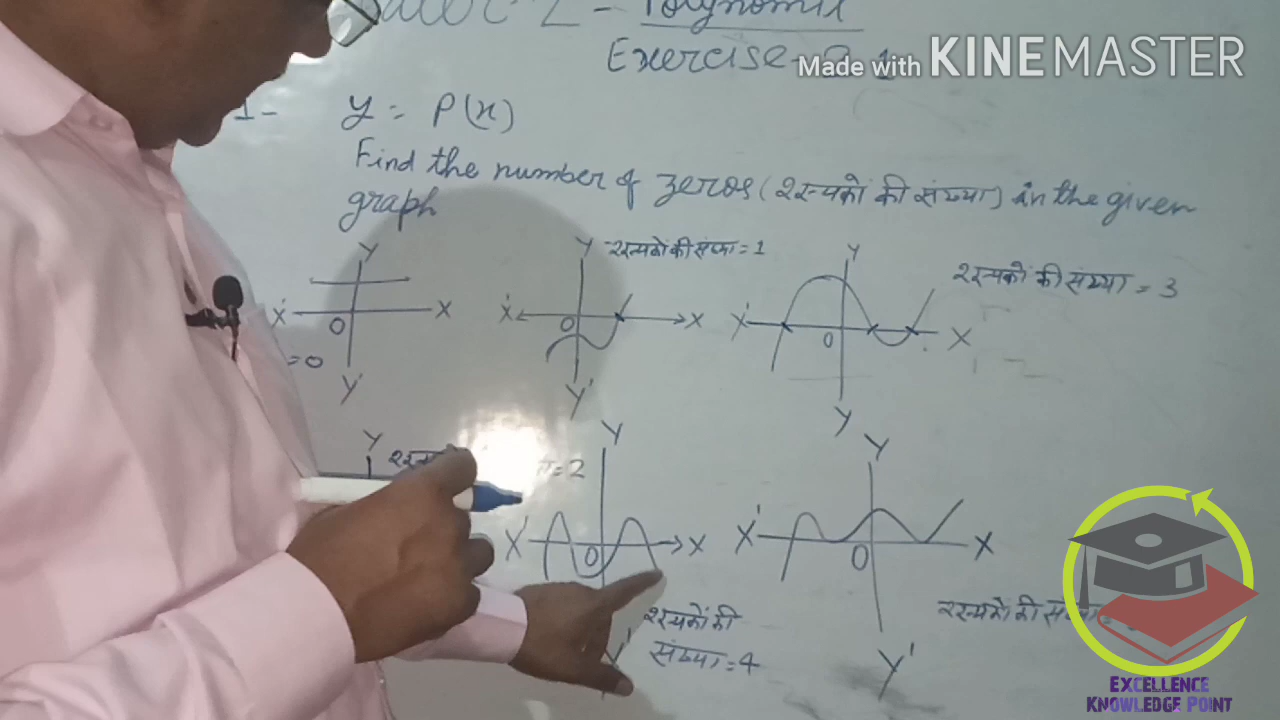 Exercise
Made with KINEMASTER
1- y = P(x)
Find the number of zeros (शून्यकों की संख्या) in the given
graph
Y
Y शून्यकों की संख्या = 1
Y
शून्यकों की संख्या = 3
X' O X
X' O X
X' O X
= 0
Y'
Y'
Y
Y
Y
Y
= 2
X' O X
X' O X
शून्यकों की
संख्या = 4
Y'
शून्यकों की
Y'
EXCELLENCE
KNOWLEDGE POINT